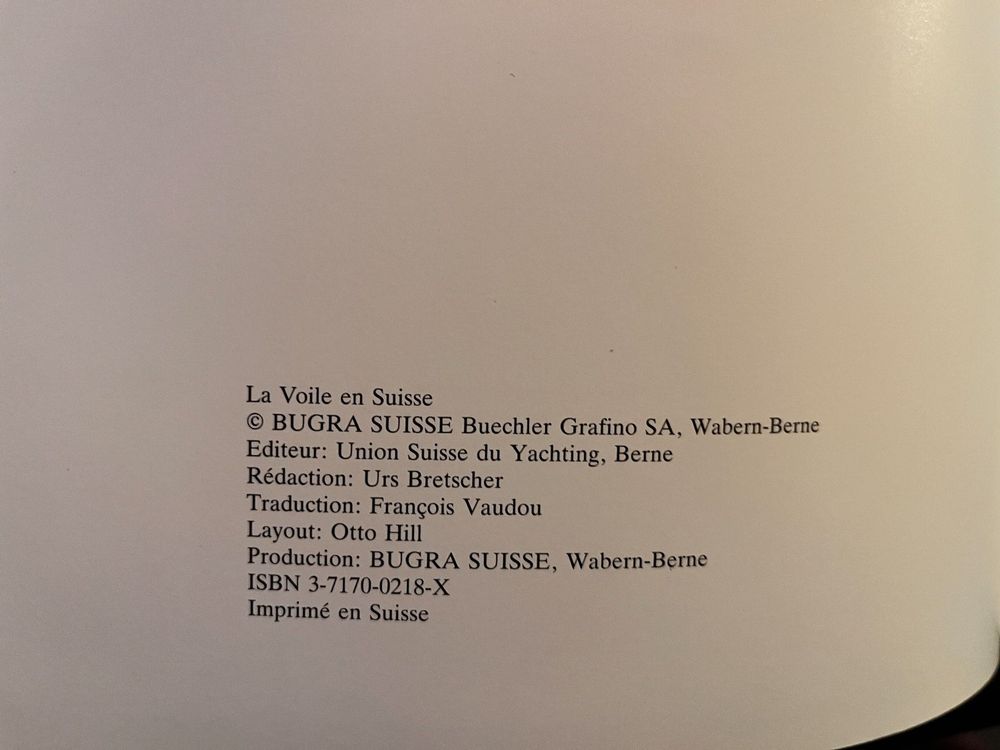 La Voile en Suisse
© BUGRA SUISSE Buechler Grafino SA, Wabern-Berne
Editeur: Union Suisse du Yachting, Berne
Rédaction: Urs Bretscher
Traduction: François Vaudou
Layout: Otto Hill
Production: BUGRA SUISSE, Wabern-Berne
ISBN 3-7170-0218-X
Imprimé en Suisse